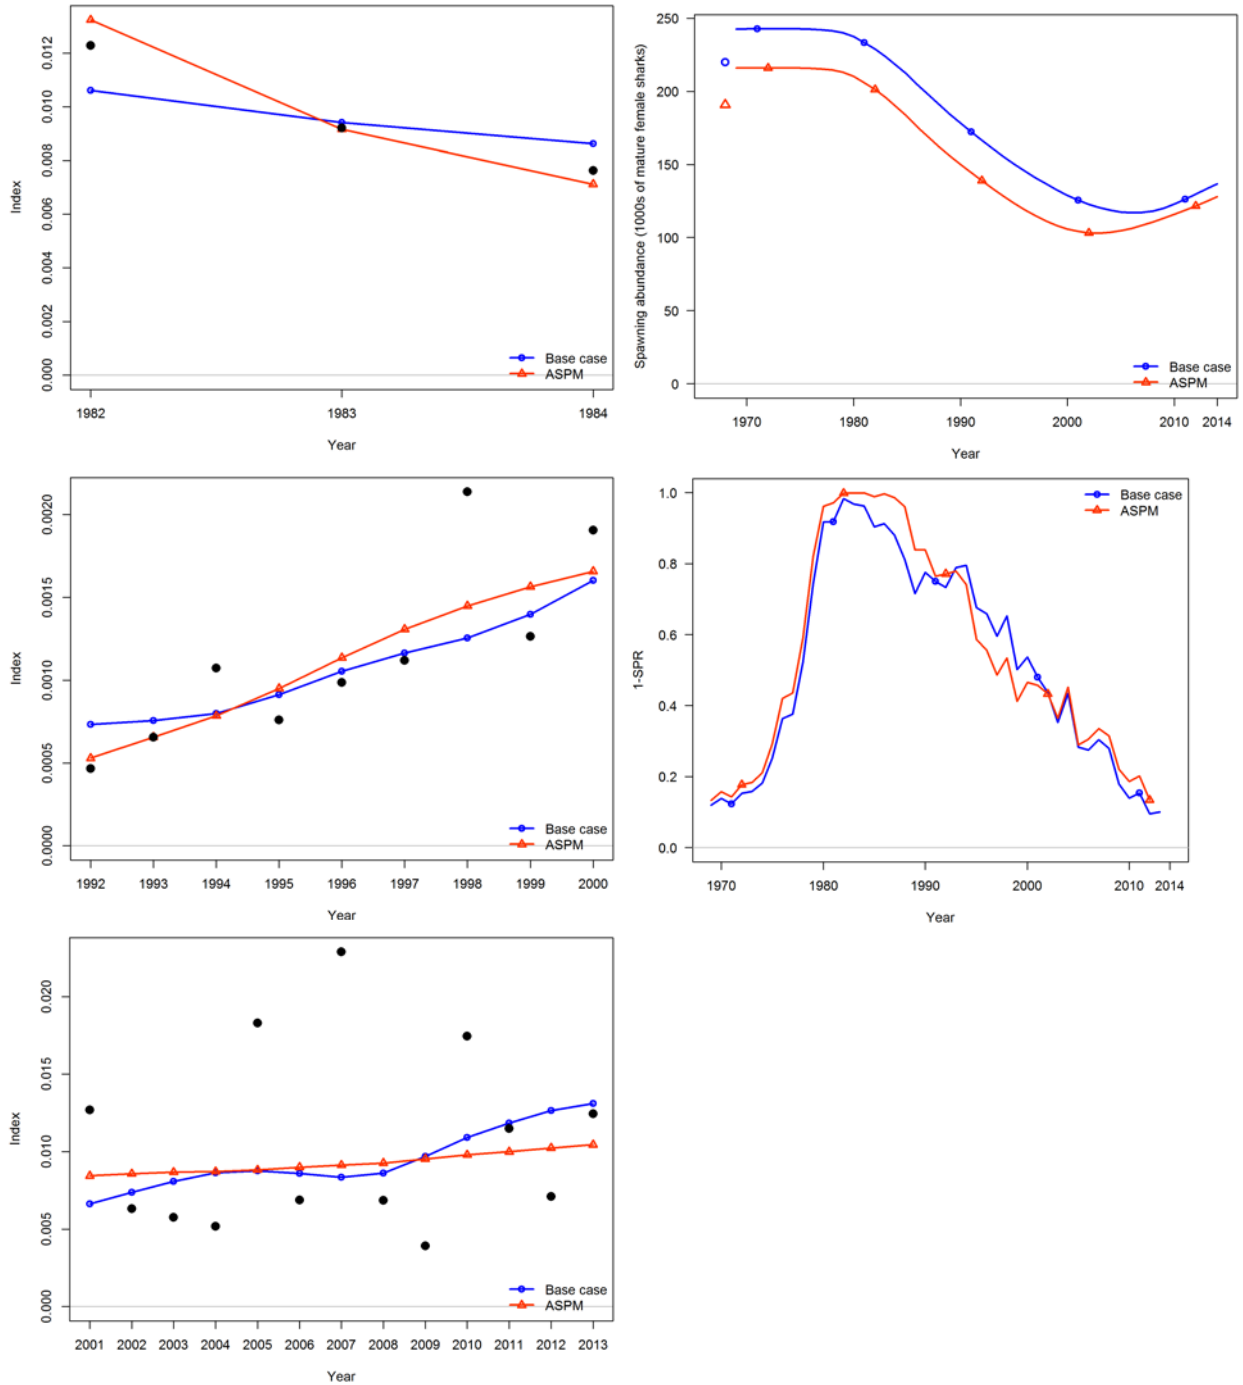 0.012
0.010
0.008
0.006
0.004
0.002
0.000
Index
Base case
ASPM
1982 1983 1984
Year
250
200
150
100
50
0
Spawning abundance (1000s of mature female sharks)
Base case
ASPM
1970 1980 1990 2000 2010 2014
Year
0.0020
0.0015
0.0010
0.0005
0.0000
Index
Base case
ASPM
1992 1993 1994 1995 1996 1997 1998 1999 2000
Year
1.0
0.8
0.6
0.4
0.2
0.0
1-SPR
Base case
ASPM
1970 1980 1990 2000 2010 2014
Year
0.020
0.015
0.010
0.005
0.000
Index
Base case
ASPM
2001 2002 2003 2004 2005 2006 2007 2008 2009 2010 2011 2012 2013
Year